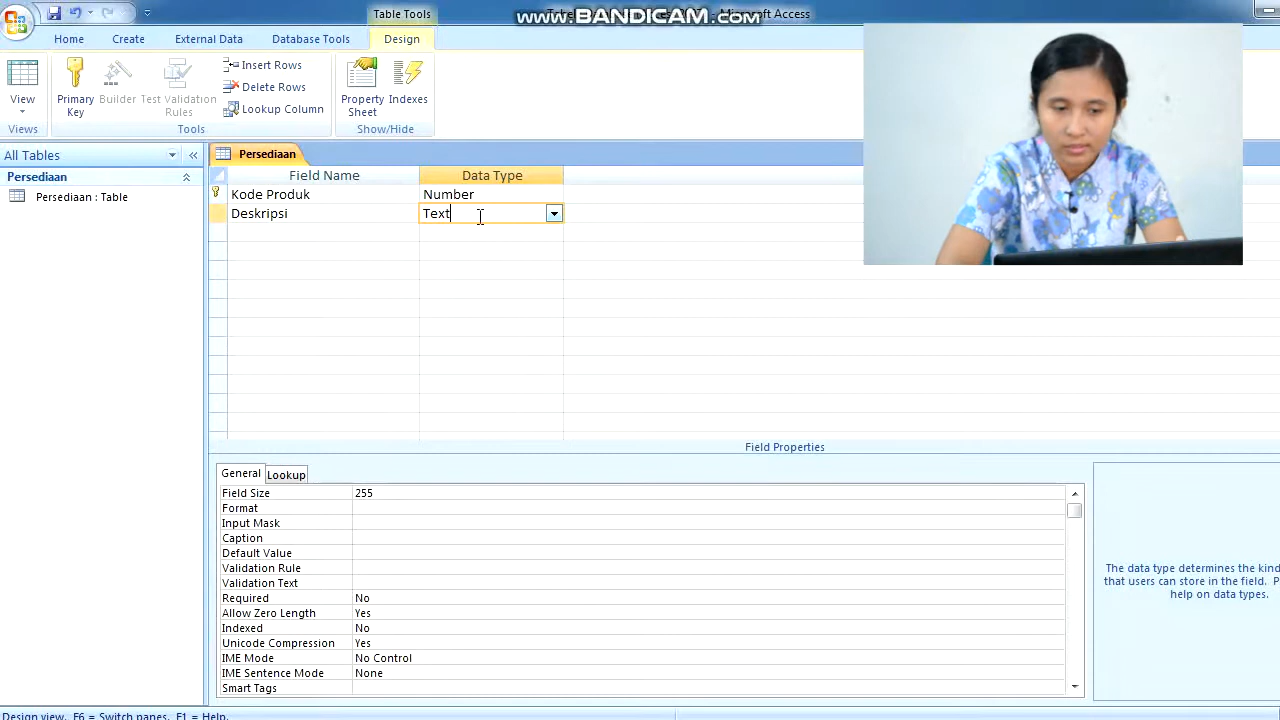 Table Tools
www.BANDICAM.com
Microsoft Access
Home Create External Data Database Tools Design
View
Primary Key
Builder
Test Validation Rules
Insert Rows
Delete Rows
Lookup Column
Property Sheet
Indexes
Views Tools Show/Hide
All Tables
Persediaan
Persediaan : Table
Persediaan
Field Name Data Type
Kode Produk Number
Deskripsi Text
Field Properties
General Lookup
Field Size 255
Format
Input Mask
Caption
Default Value
Validation Rule
Validation Text
Required No
Allow Zero Length Yes
Indexed No
Unicode Compression Yes
IME Mode No Control
IME Sentence Mode None
Smart Tags
The data type determines the kind
that users can store in the field.
help on data types.
Design view. F6 = Switch panes. F1 = Help.